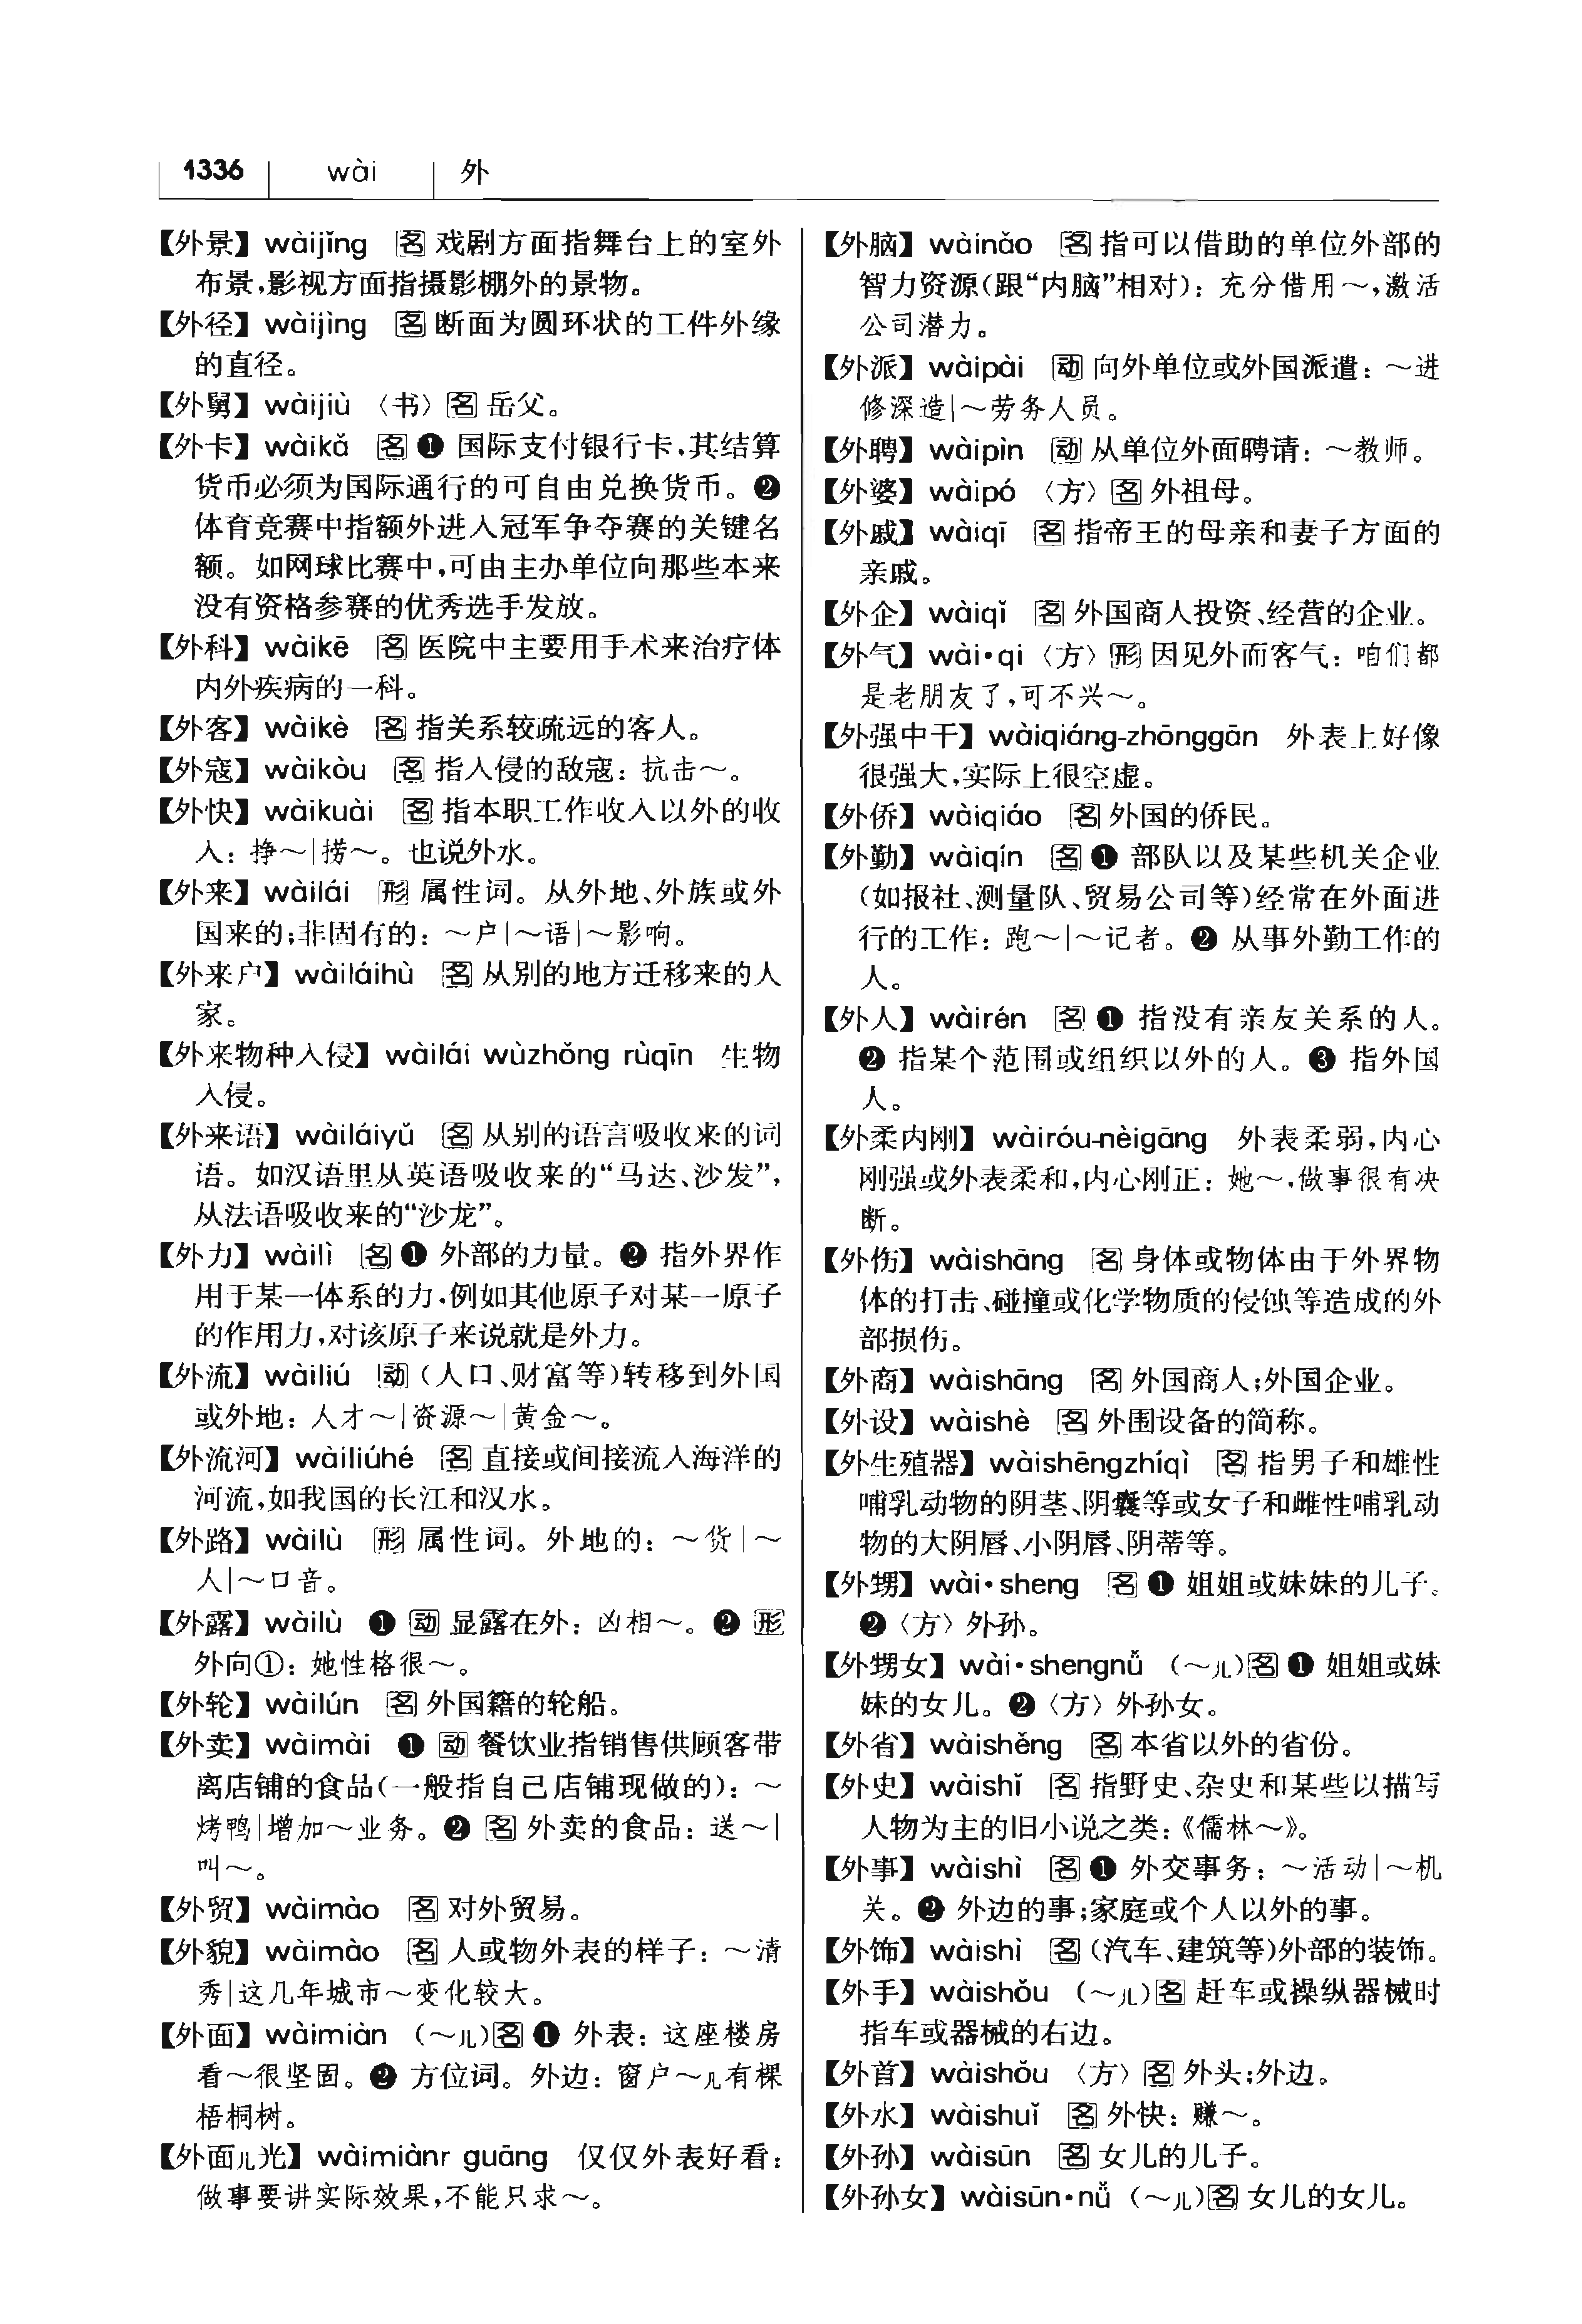 1336 wài 外
【外景】 wàijǐng 名 戏剧方面指舞台上的室外
布景,影视方面指摄影棚外的景物。
【外径】 wàijìng 名 断面为圆环状的工件外缘
的直径。
【外舅】 wàijiù 〈书〉 名 岳父。
【外卡】 wàikǎ 名 ❶ 国际支付银行卡,其结算
货币必须为国际通行的可自由兑换货币。❷
体育竞赛中指额外进入冠军争夺赛的关键名
额。如网球比赛中,可由主办单位向那些本来
没有资格参赛的优秀选手发放。
【外科】 wàikē 名 医院中主要用手术来治疗体
内外疾病的一科。
【外客】 wàikè 名 指关系较疏远的客人。
【外寇】 wàikòu 名 指入侵的敌寇：抗击～。
【外快】 wàikuài 名 指本职工作收入以外的收
入：挣～|捞～。也说外水。
【外来】 wàilái 形 属性词。从外地、外族或外
国来的;非固有的：～户|～语|～影响。
【外来户】 wàiláihù 名 从别的地方迁移来的人
家。
【外来物种入侵】 wàilái wùzhǒng rùqīn 生物
入侵。
【外来语】 wàiláiyǔ 名 从别的语言吸收来的词
语。如汉语里从英语吸收来的“马达、沙发”,
从法语吸收来的“沙龙”。
【外力】 wàilì 名 ❶ 外部的力量。❷ 指外界作
用于某一体系的力,例如其他原子对某一原子
的作用力,对该原子来说就是外力。
【外流】 wàiliú 动 (人口、财富等)转移到外国
或外地：人才～|资源～|黄金～。
【外流河】 wàiliúhé 名 直接或间接流入海洋的
河流,如我国的长江和汉水。
【外路】 wàilù 形 属性词。外地的：～货|～
人|～口音。
【外露】 wàilù ❶ 动 显露在外：凶相～。❷ 形
外向①：她性格很～。
【外轮】 wàilún 名 外国籍的轮船。
【外卖】 wàimài ❶ 动 餐饮业指销售供顾客带
离店铺的食品(一般指自己店铺现做的)：～
烤鸭|增加～业务。❷ 名 外卖的食品：送～|
叫～。
【外贸】 wàimào 名 对外贸易。
【外貌】 wàimào 名 人或物外表的样子：～清
秀|这几年城市～变化较大。
【外面】 wàimiàn (～儿)名 ❶ 外表：这座楼房
看～很坚固。❷ 方位词。外边：窗户～儿有棵
梧桐树。
【外面儿光】 wàimiànr guāng 仅仅外表好看：
做事要讲实际效果,不能只求～。
【外脑】 wàinǎo 名 指可以借助的单位外部的
智力资源(跟“内脑”相对)：充分借用～,激活
公司潜力。
【外派】 wàipài 动 向外单位或外国派遣：～进
修深造|～劳务人员。
【外聘】 wàipìn 动 从单位外面聘请：～教师。
【外婆】 wàipó 〈方〉 名 外祖母。
【外戚】 wàiqī 名 指帝王的母亲和妻子方面的
亲戚。
【外企】 wàiqǐ 名 外国商人投资、经营的企业。
【外气】 wài•qi 〈方〉 形 因见外而客气：咱们都
是老朋友了,可不兴～。
【外强中干】 wàiqiáng-zhōnggān 外表上好像
很强大,实际上很空虚。
【外侨】 wàiqiáo 名 外国的侨民。
【外勤】 wàiqín 名 ❶ 部队以及某些机关企业
(如报社、测量队、贸易公司等)经常在外面进
行的工作：跑～|～记者。❷ 从事外勤工作的
人。
【外人】 wàirén 名 ❶ 指没有亲友关系的人。
❷ 指某个范围或组织以外的人。❸ 指外国
人。
【外柔内刚】 wàiróu-nèigāng 外表柔弱,内心
刚强或外表柔和,内心刚正：她～,做事很有决
断。
【外伤】 wàishāng 名 身体或物体由于外界物
体的打击、碰撞或化学物质的侵蚀等造成的外
部损伤。
【外商】 wàishāng 名 外国商人;外国企业。
【外设】 wàishè 名 外围设备的简称。
【外生殖器】 wàishēngzhíqì 名 指男子和雄性
哺乳动物的阴茎、阴囊等或女子和雌性哺乳动
物的大阴唇、小阴唇、阴蒂等。
【外甥】 wài•sheng 名 ❶ 姐姐或妹妹的儿子。
❷〈方〉外孙。
【外甥女】 wài•shengnǚ (～儿)名 ❶ 姐姐或妹
妹的女儿。❷〈方〉外孙女。
【外省】 wàishěng 名 本省以外的省份。
【外史】 wàishǐ 名 指野史、杂史和某些以描写
人物为主的旧小说之类：《儒林～》。
【外事】 wàishì 名 ❶ 外交事务：～活动|～机
关。❷ 外边的事;家庭或个人以外的事。
【外饰】 wàishì 名 (汽车、建筑等)外部的装饰。
【外手】 wàishǒu (～儿)名 赶车或操纵器械时
指车或器械的右边。
【外首】 wàishǒu 〈方〉 名 外头;外边。
【外水】 wàishuǐ 名 外快：赚～。
【外孙】 wàisūn 名 女儿的儿子。
【外孙女】 wàisūn•nǚ (～儿)名 女儿的女儿。